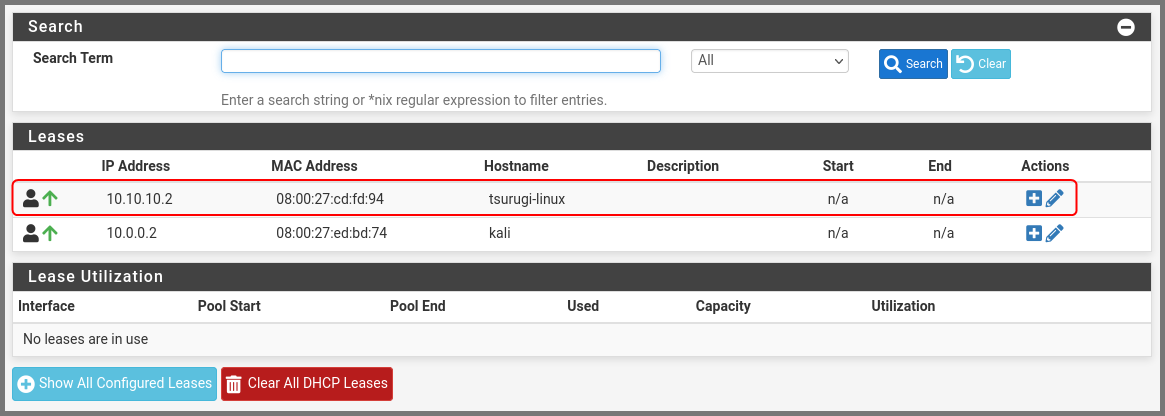 Search
Search Term All Search Clear
Enter a search string or *nix regular expression to filter entries.
Leases
IP Address MAC Address Hostname Description Start End Actions
10.10.10.2 08:00:27:cd:fd:94 tsurugi-linux n/a n/a
10.0.0.2 08:00:27:ed:bd:74 kali n/a n/a
Lease Utilization
Interface Pool Start Pool End Used Capacity Utilization
No leases are in use
Show All Configured Leases Clear All DHCP Leases